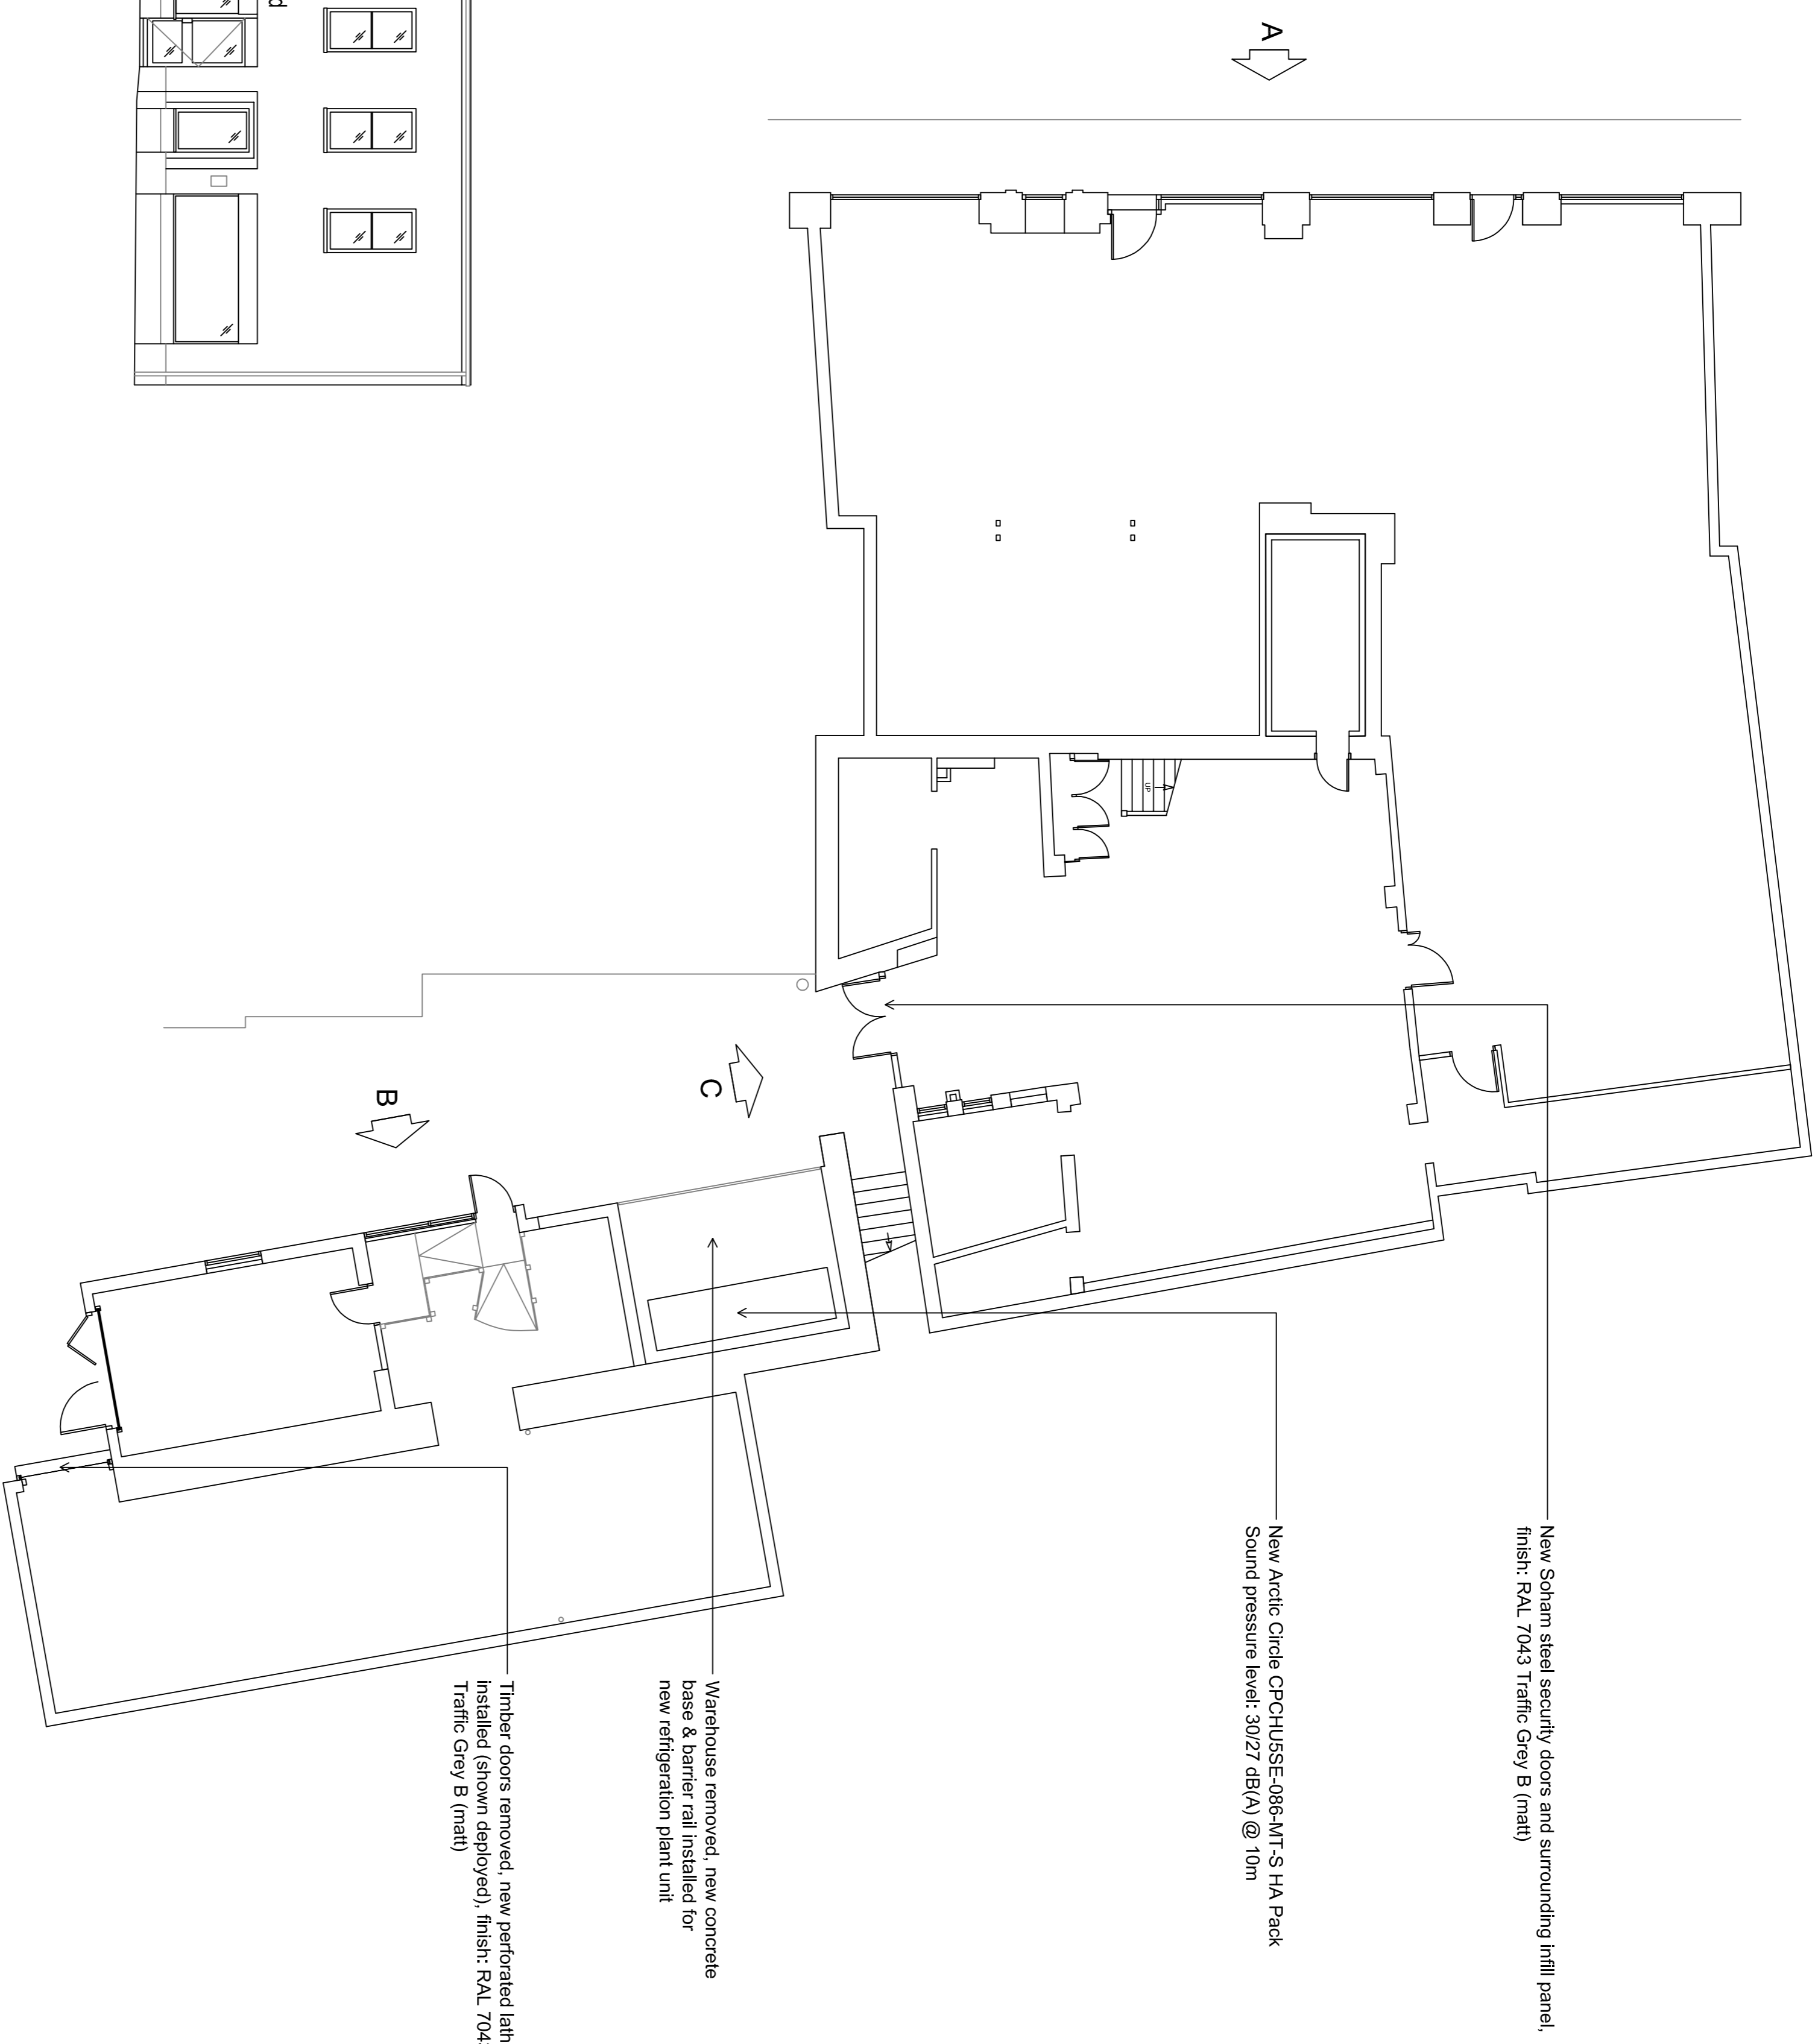 A
B
C
UP
New Soham steel security doors and surrounding infill panel,
finish: RAL 7043 Traffic Grey B (matt)
New Arctic Circle CPCHU5SE-086-MT-S HA Pack
Sound pressure level: 30/27 dB(A) @ 10m
Warehouse removed, new concrete
base & barrier rail installed for
new refrigeration plant unit
Timber doors removed, new perforated lath
installed (shown deployed), finish: RAL 704
Traffic Grey B (matt)